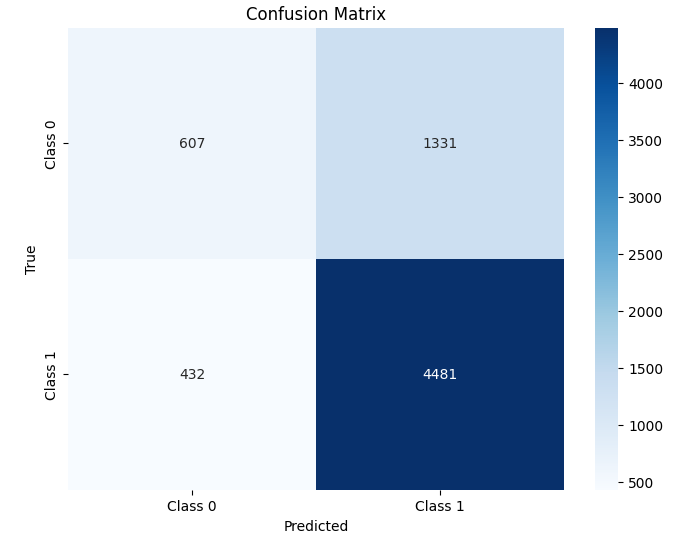 Confusion Matrix
True
Class 0
607
1331
Class 1
432
4481
Class 0
Class 1
Predicted
4000
3500
3000
2500
2000
1500
1000
500